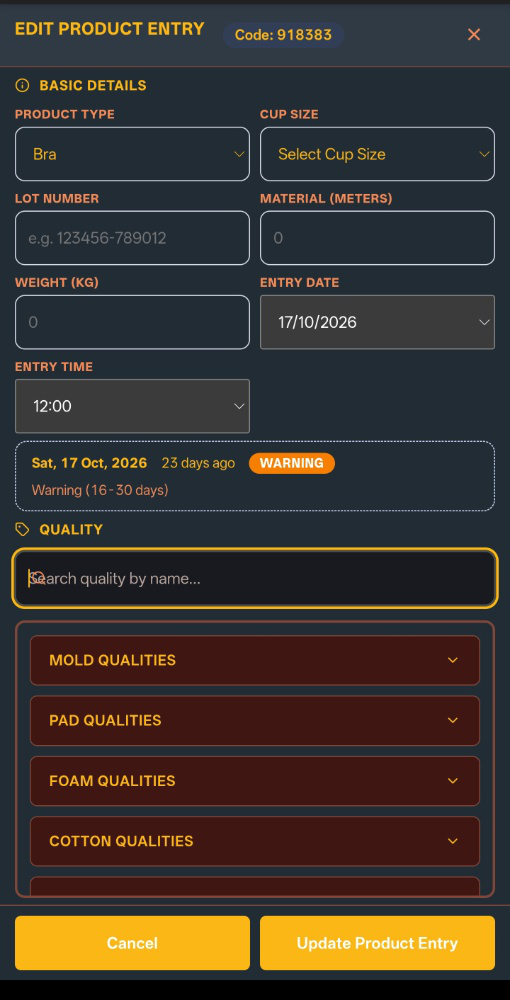 EDIT PRODUCT ENTRY
Code: 918383
BASIC DETAILS
PRODUCT TYPE
CUP SIZE
Bra
Select Cup Size
LOT NUMBER
MATERIAL (METERS)
e.g. 123456-789012
0
WEIGHT (KG)
ENTRY DATE
0
17/10/2026
ENTRY TIME
12:00
Sat, 17 Oct, 2026 23 days ago WARNING
Warning (16-30 days)
QUALITY
Search quality by name...
MOLD QUALITIES
PAD QUALITIES
FOAM QUALITIES
COTTON QUALITIES
Cancel
Update Product Entry